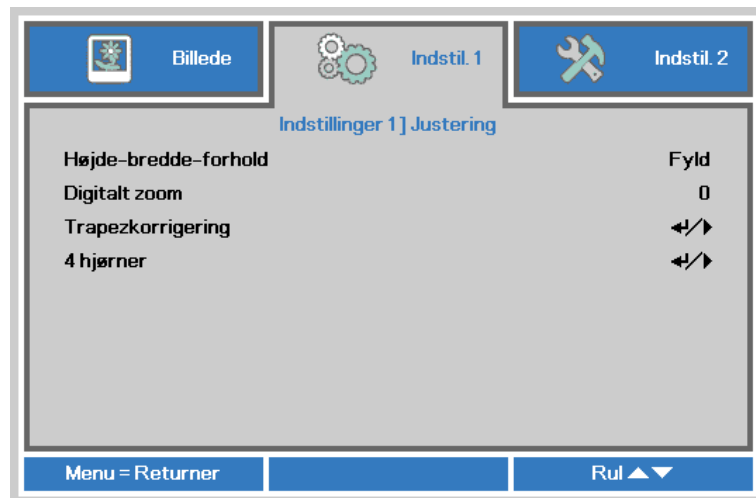 Billede Indstil. 1 Indstil. 2
Indstillinger 1] Justering
Højde-bredde-forhold Fyld
Digitalt zoom 0
Trapezkorrigering ↵/▶
4 hjørner ↵/▶
Menu = Returner Rul ▲▼